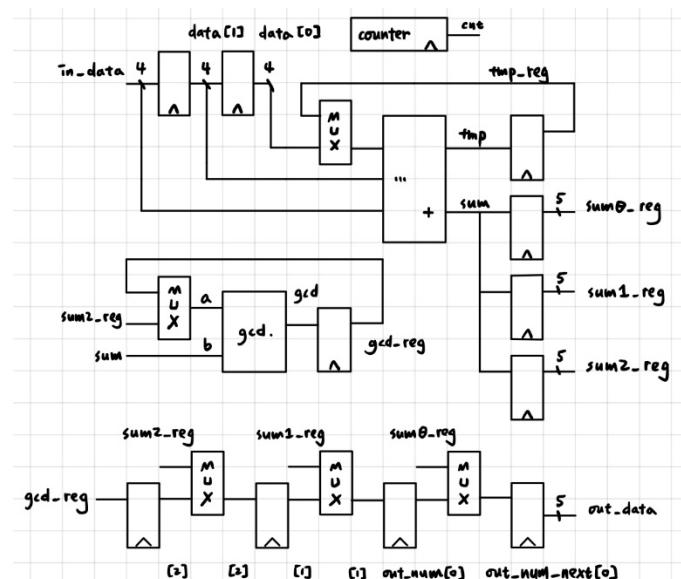 data[1] data[0] counter cnt
in_data 4 4 4 tmp_reg
MUX
tmp
...
+ sum 5 sum0_reg
MUX a gcd
sum2_reg gcd. 5 sum1_reg
sum b gcd_reg
5 sum2_reg
sum2_reg sum1_reg sum0_reg
MUX MUX MUX
gcd_reg 5 out_data
[2] [2] [1] [1] out_num[0] out_num_next[0]